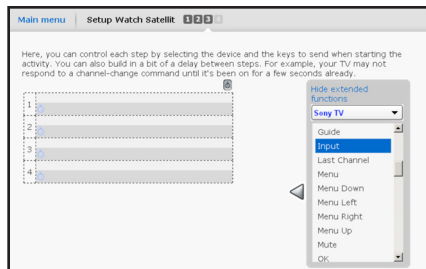 Main menu
Setup Watch Satellit 1 2 3
Here, you can control each step by selecting the device and the keys to send when starting the
activity. You can also build in a bit of a delay between steps. For example, your TV may not
respond to a channel-change command until it's been on for a few seconds already.
Hide extended
functions
Sony TV
1
2
3
4
Guide
Input
Last Channel
Menu
Menu Down
Menu Left
Menu Right
Menu Up
Mute
OK